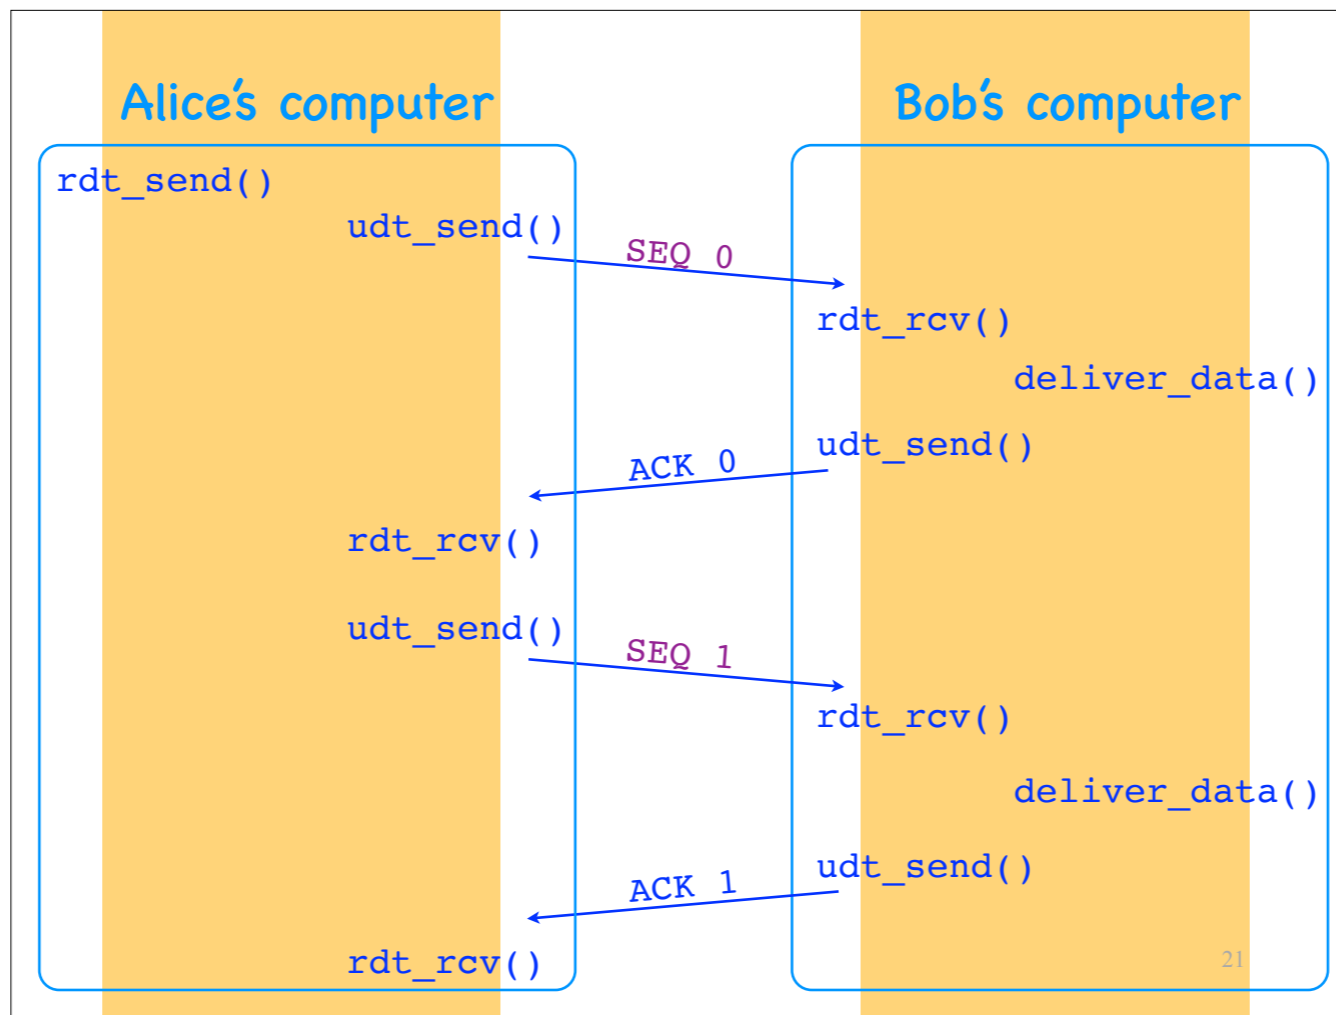 Alice's computer
Bob's computer
rdt_send()
udt_send()
SEQ 0
rdt_rcv()
deliver_data()
udt_send()
ACK 0
rdt_rcv()
udt_send()
SEQ 1
rdt_rcv()
deliver_data()
udt_send()
ACK 1
rdt_rcv()
21